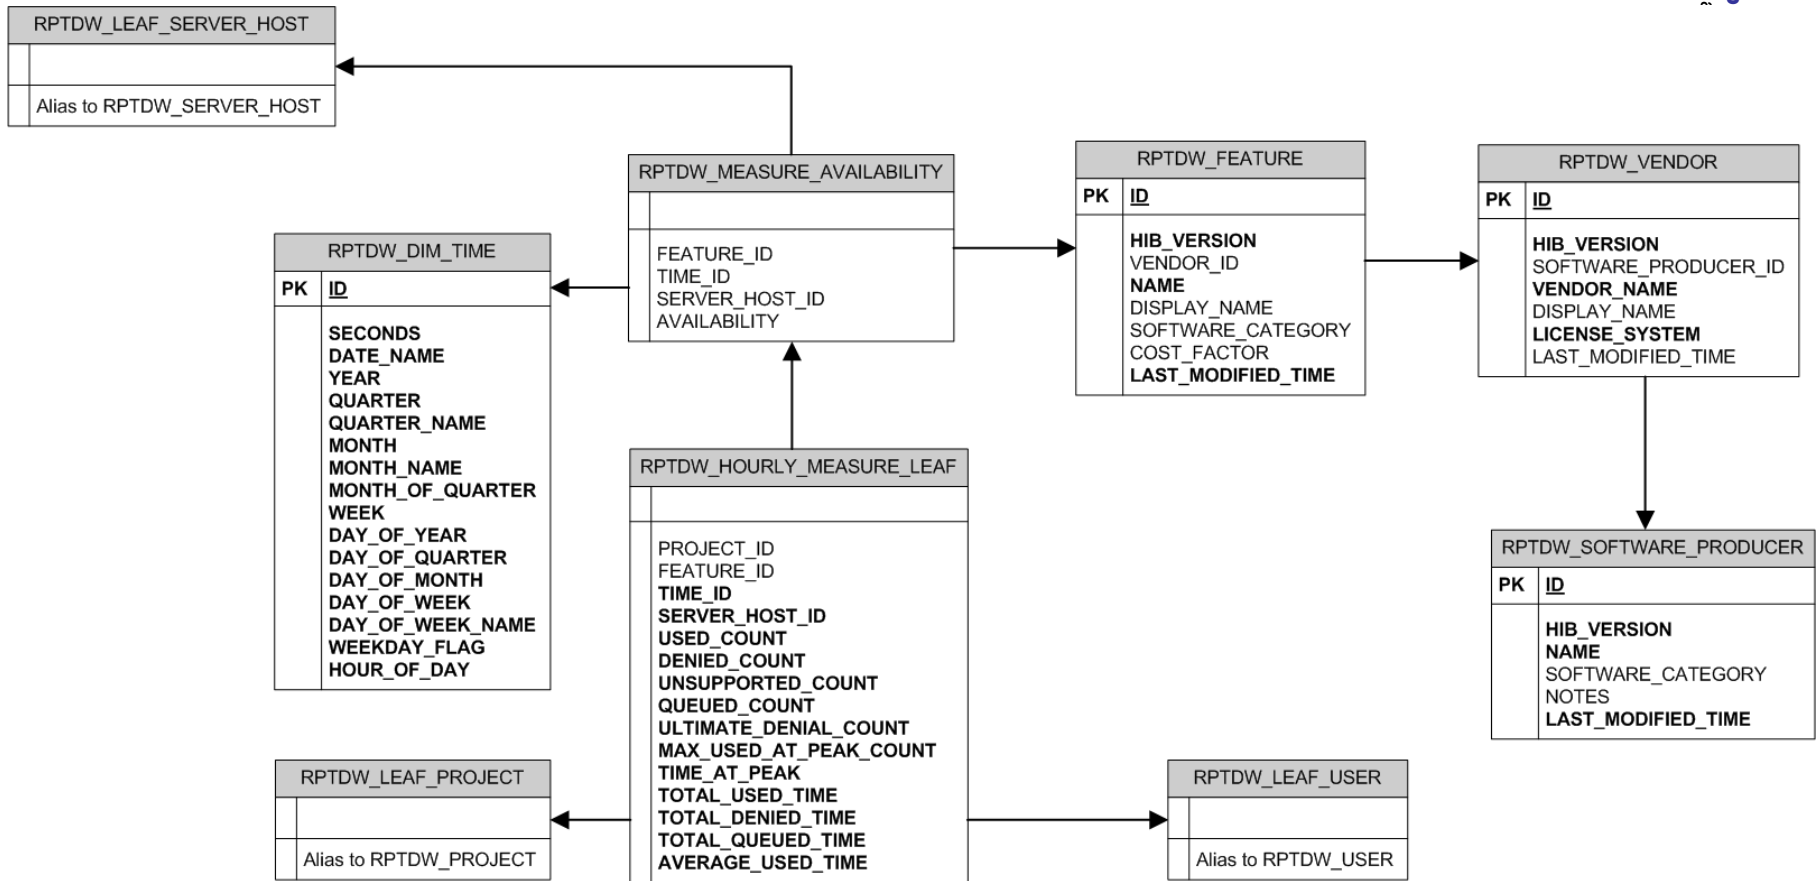 RPTDW_LEAF_SERVER_HOST
Alias to RPTDW_SERVER_HOST
RPTDW_MEASURE_AVAILABILITY
FEATURE_ID
TIME_ID
SERVER_HOST_ID
AVAILABILITY
RPTDW_FEATURE
PK ID
HIB_VERSION
VENDOR_ID
NAME
DISPLAY_NAME
SOFTWARE_CATEGORY
COST_FACTOR
LAST_MODIFIED_TIME
RPTDW_VENDOR
PK ID
HIB_VERSION
SOFTWARE_PRODUCER_ID
VENDOR_NAME
DISPLAY_NAME
LICENSE_SYSTEM
LAST_MODIFIED_TIME
RPTDW_DIM_TIME
PK ID
SECONDS
DATE_NAME
YEAR
QUARTER
QUARTER_NAME
MONTH
MONTH_NAME
MONTH_OF_QUARTER
WEEK
DAY_OF_YEAR
DAY_OF_QUARTER
DAY_OF_MONTH
DAY_OF_WEEK
DAY_OF_WEEK_NAME
WEEKDAY_FLAG
HOUR_OF_DAY
RPTDW_HOURLY_MEASURE_LEAF
PROJECT_ID
FEATURE_ID
TIME_ID
SERVER_HOST_ID
USED_COUNT
DENIED_COUNT
UNSUPPORTED_COUNT
QUEUED_COUNT
ULTIMATE_DENIAL_COUNT
MAX_USED_AT_PEAK_COUNT
TIME_AT_PEAK
TOTAL_USED_TIME
TOTAL_DENIED_TIME
TOTAL_QUEUED_TIME
AVERAGE_USED_TIME
RPTDW_SOFTWARE_PRODUCER
PK ID
HIB_VERSION
NAME
SOFTWARE_CATEGORY
NOTES
LAST_MODIFIED_TIME
RPTDW_LEAF_PROJECT
Alias to RPTDW_PROJECT
RPTDW_LEAF_USER
Alias to RPTDW_USER